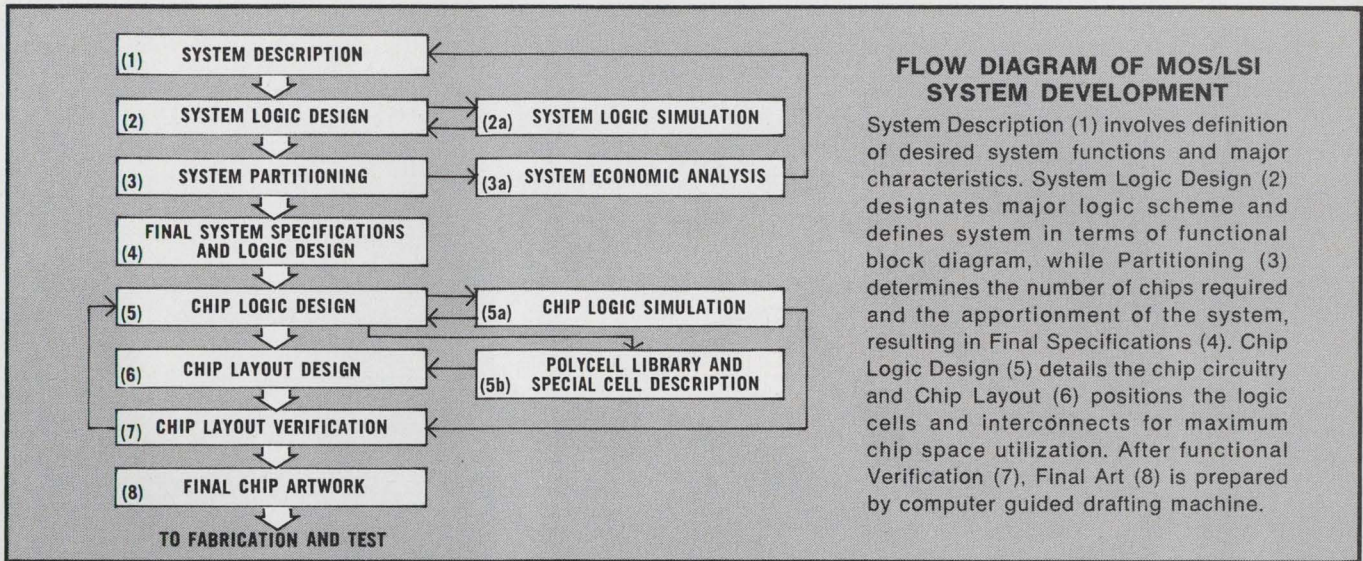 (1) SYSTEM DESCRIPTION
(2) SYSTEM LOGIC DESIGN
(2a) SYSTEM LOGIC SIMULATION
(3) SYSTEM PARTITIONING
(3a) SYSTEM ECONOMIC ANALYSIS
FINAL SYSTEM SPECIFICATIONS
(4) AND LOGIC DESIGN
(5) CHIP LOGIC DESIGN
(5a) CHIP LOGIC SIMULATION
(6) CHIP LAYOUT DESIGN
POLYCELL LIBRARY AND
(5b) SPECIAL CELL DESCRIPTION
(7) CHIP LAYOUT VERIFICATION
(8) FINAL CHIP ARTWORK
TO FABRICATION AND TEST
FLOW DIAGRAM OF MOS/LSI
SYSTEM DEVELOPMENT
System Description (1) involves definition
of desired system functions and major
characteristics. System Logic Design (2)
designates major logic scheme and
defines system in terms of functional
block diagram, while Partitioning (3)
determines the number of chips required
and the apportionment of the system,
resulting in Final Specifications (4). Chip
Logic Design (5) details the chip circuitry
and Chip Layout (6) positions the logic
cells and interconnects for maximum
chip space utilization. After functional
Verification (7), Final Art (8) is prepared
by computer guided drafting machine.